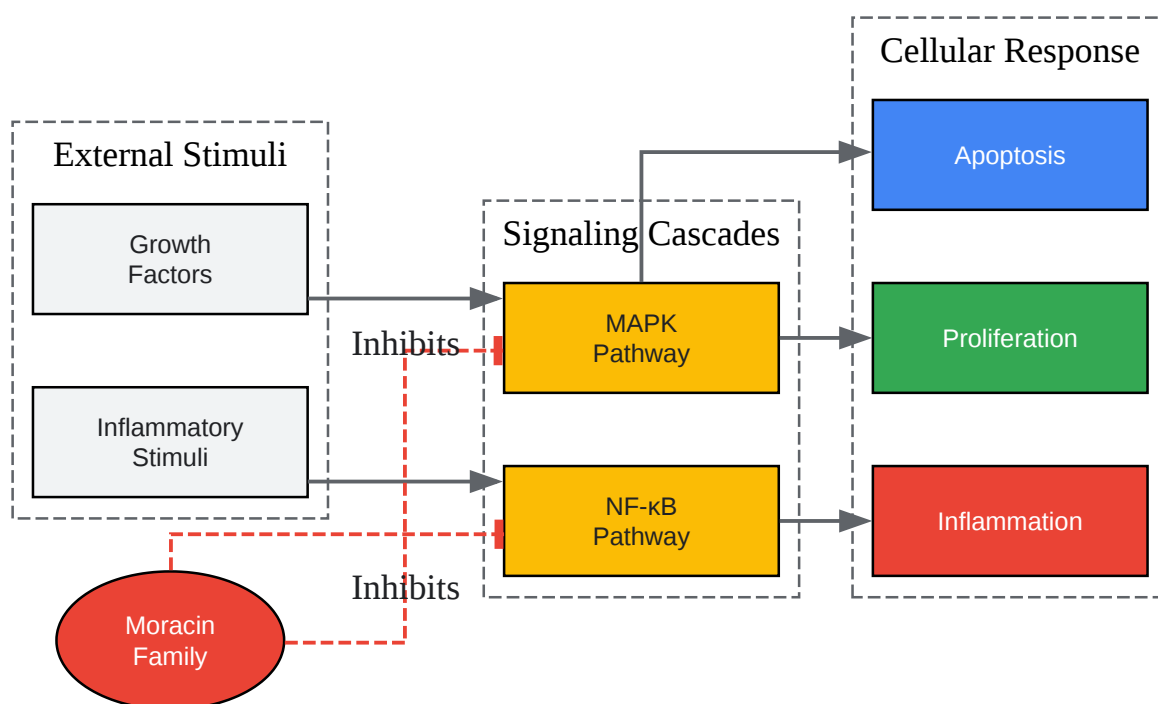 Cellular Response
Apoptosis
External Stimuli
Growth
Factors
Signaling Cascades
MAPK
Pathway
Inhibits
Proliferation
Inflammatory
Stimuli
NF-κB
Pathway
Inflammation
Inhibits
Moracin
Family